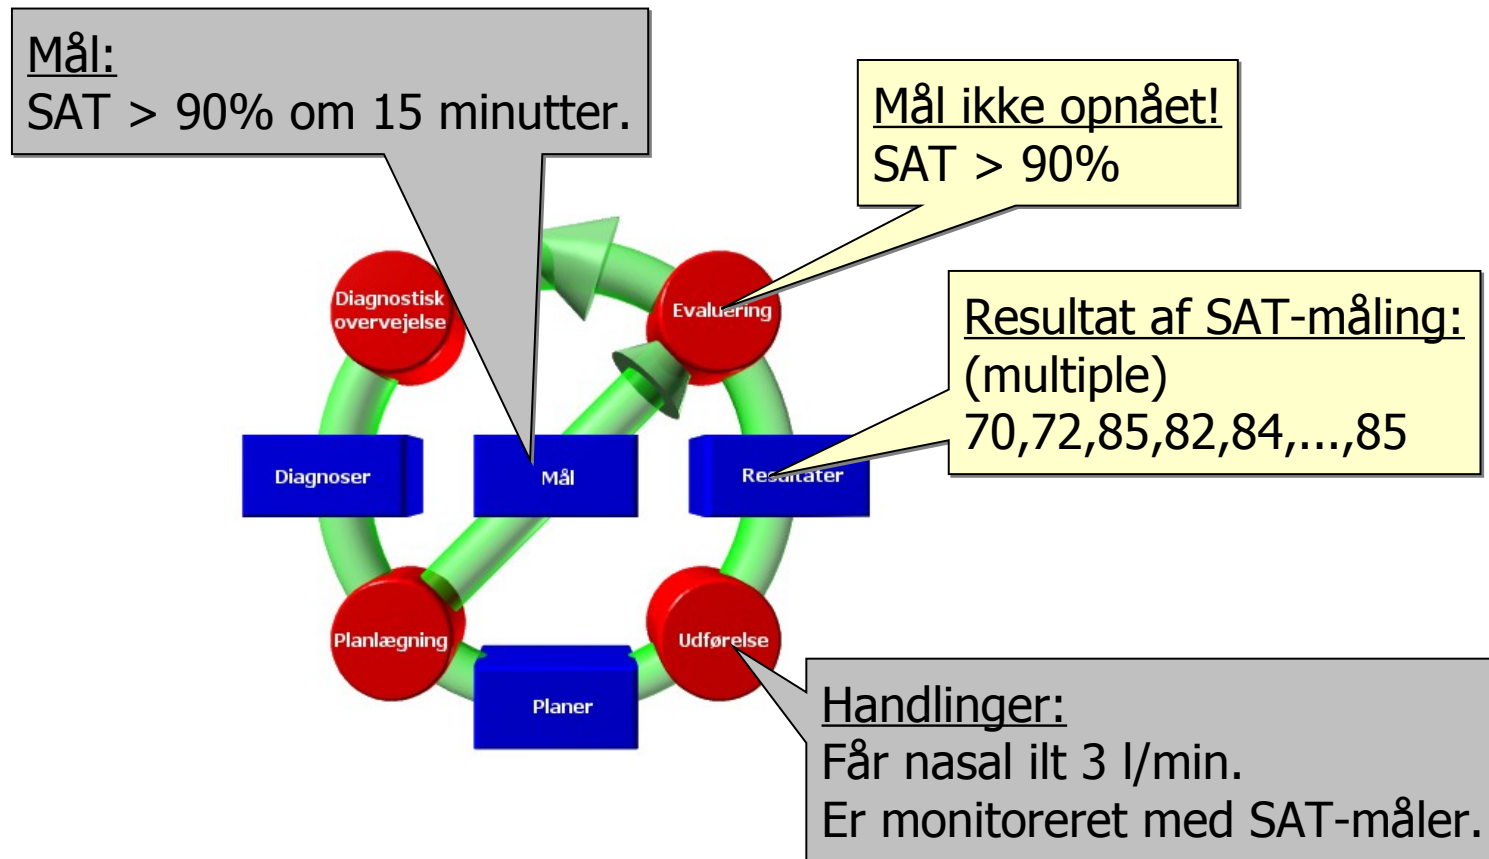 Mål:
SAT > 90% om 15 minutter.
Mål ikke opnået!
SAT > 90%
Diagnostisk
overvejelse
Evaluering
Resultat af SAT-måling:
(multiple)
70,72,85,82,84,...,85
Diagnoser
Mål
Resultater
Planlægning
Udførelse
Planer
Handlinger:
Får nasal ilt 3 l/min.
Er monitoreret med SAT-måler.